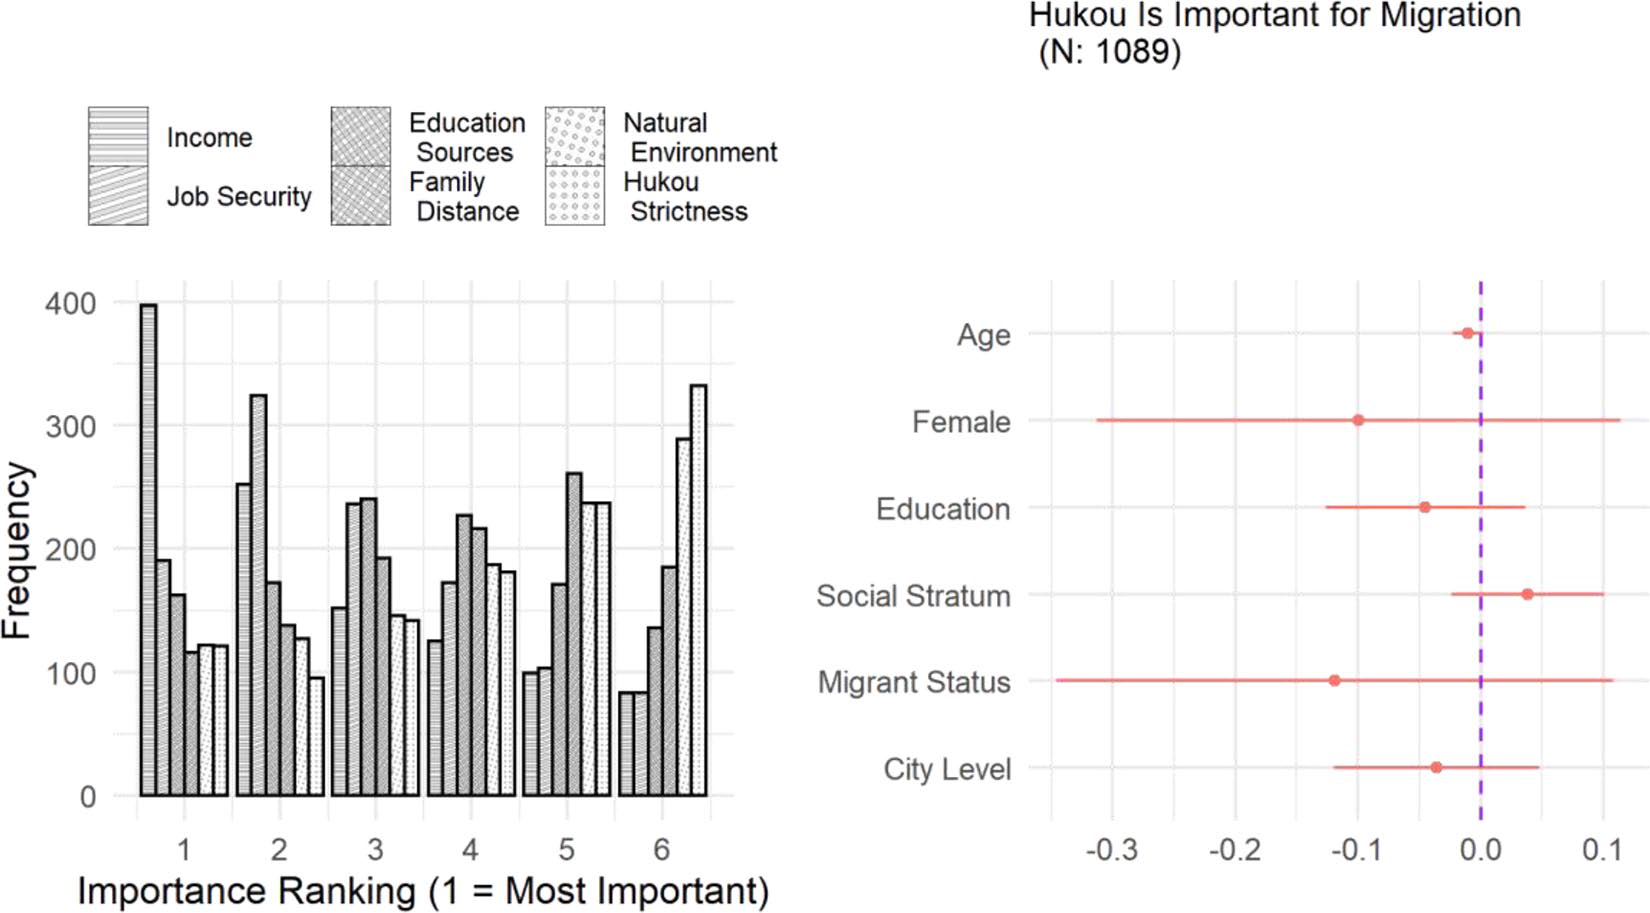 Hukou Is Important for Migration
(N: 1089)
Income
Job Security
Education
Sources
Family
Distance
Natural
Environment
Hukou
Strictness
Frequency
400
300
200
100
0
1 2 3 4 5 6
Importance Ranking (1 = Most Important)
Age
Female
Education
Social Stratum
Migrant Status
City Level
-0.3 -0.2 -0.1 0.0 0.1